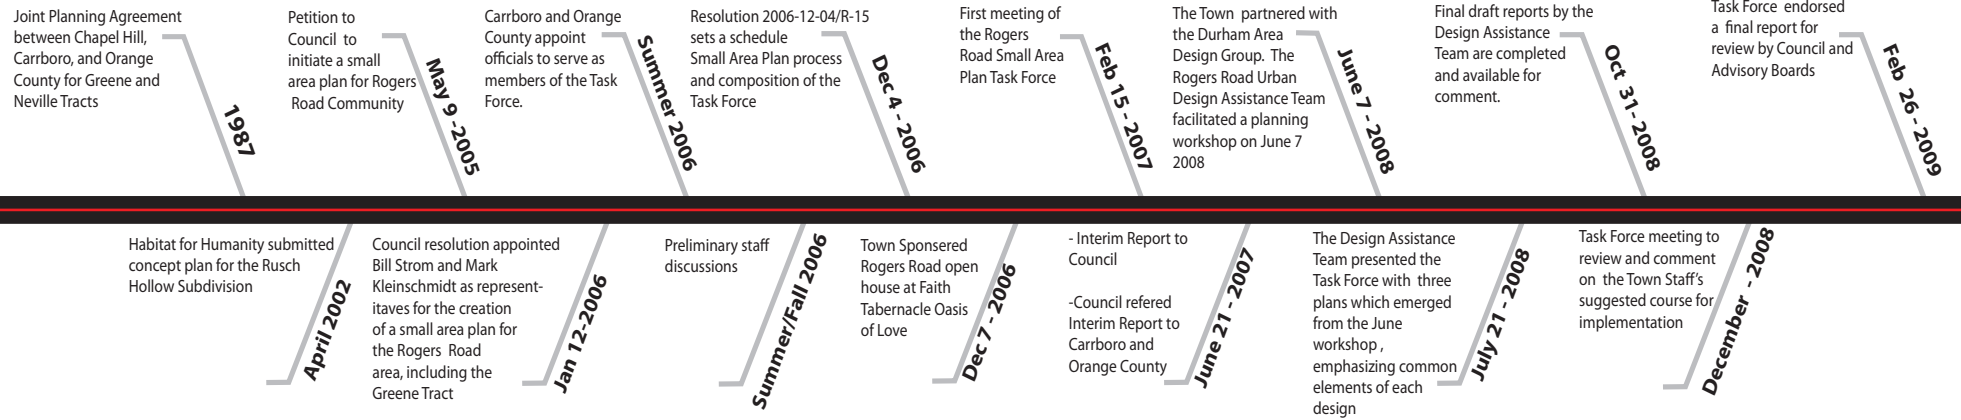 Joint Planning Agreement
between Chapel Hill,
Carrboro, and Orange
County for Greene and
Neville Tracts
1987
Petition to
Council to
initiate a small
area plan for Rogers
Road Community
May 9 -2005
Carrboro and Orange
County appoint
officials to serve as
members of the Task
Force.
Summer 2006
Resolution 2006-12-04/R-15
sets a schedule
Small Area Plan process
and composition of the
Task Force
Dec 4 - 2006
First meeting of
the Rogers
Road Small Area
Plan Task Force
Feb 15 - 2007
The Town partnered with
the Durham Area
Design Group. The
Rogers Road Urban
Design Assistance Team
facilitated a planning
workshop on June 7
2008
June 7 - 2008
Final draft reports by the
Design Assistance
Team are completed
and available for
comment.
Oct 31 - 2008
Task Force endorsed
a final report for
review by Council and
Advisory Boards
Feb 26 - 2009
Habitat for Humanity submitted
concept plan for the Rusch
Hollow Subdivision
April 2002
Council resolution appointed
Bill Strom and Mark
Kleinschmidt as represent-
itaves for the creation
of a small area plan for
the Rogers Road
area, including the
Greene Tract
Jan 12-2006
Preliminary staff
discussions
Summer/Fall 2006
Town Sponsered
Rogers Road open
house at Faith
Tabernacle Oasis
of Love
Dec 7 - 2006
- Interim Report to
Council
-Council refered
Interim Report to
Carrboro and
Orange County
June 21 - 2007
The Design Assistance
Team presented the
Task Force with three
plans which emerged
from the June
workshop ,
emphasizing common
elements of each
design
July 21 - 2008
Task Force meeting to
review and comment
on the Town Staff's
suggested course for
implementation
December - 2008